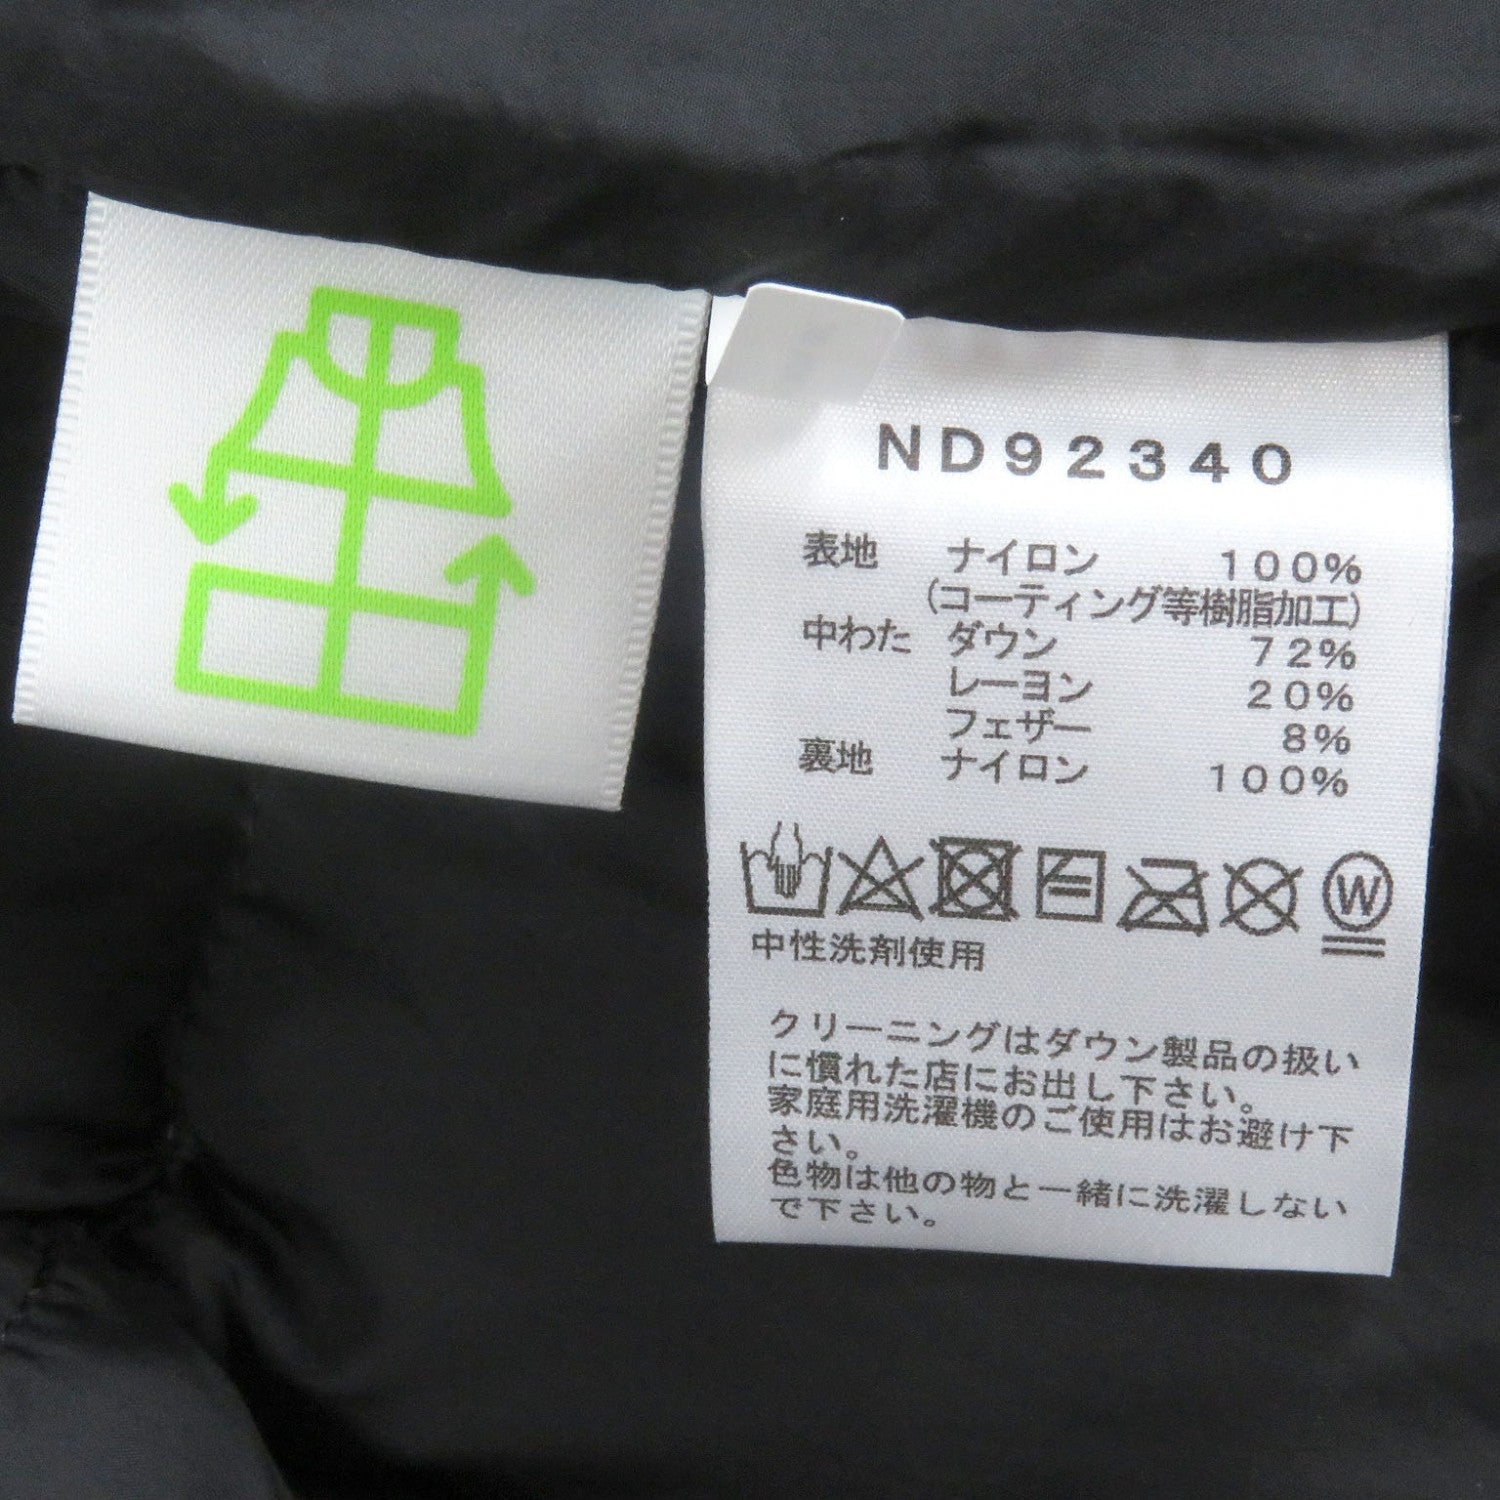 ND92340
表地 ナイロン 100%
(コーティング等樹脂加工)
中わた ダウン 72%
レーヨン 20%
フェザー 8%
裏地 ナイロン 100%
W
中性洗剤使用
クリーニングはダウン製品の扱い
に慣れた店にお出し下さい。
家庭用洗濯機のご使用はお避け下
さい。
色物は他の物と一緒に洗濯しない
で下さい。